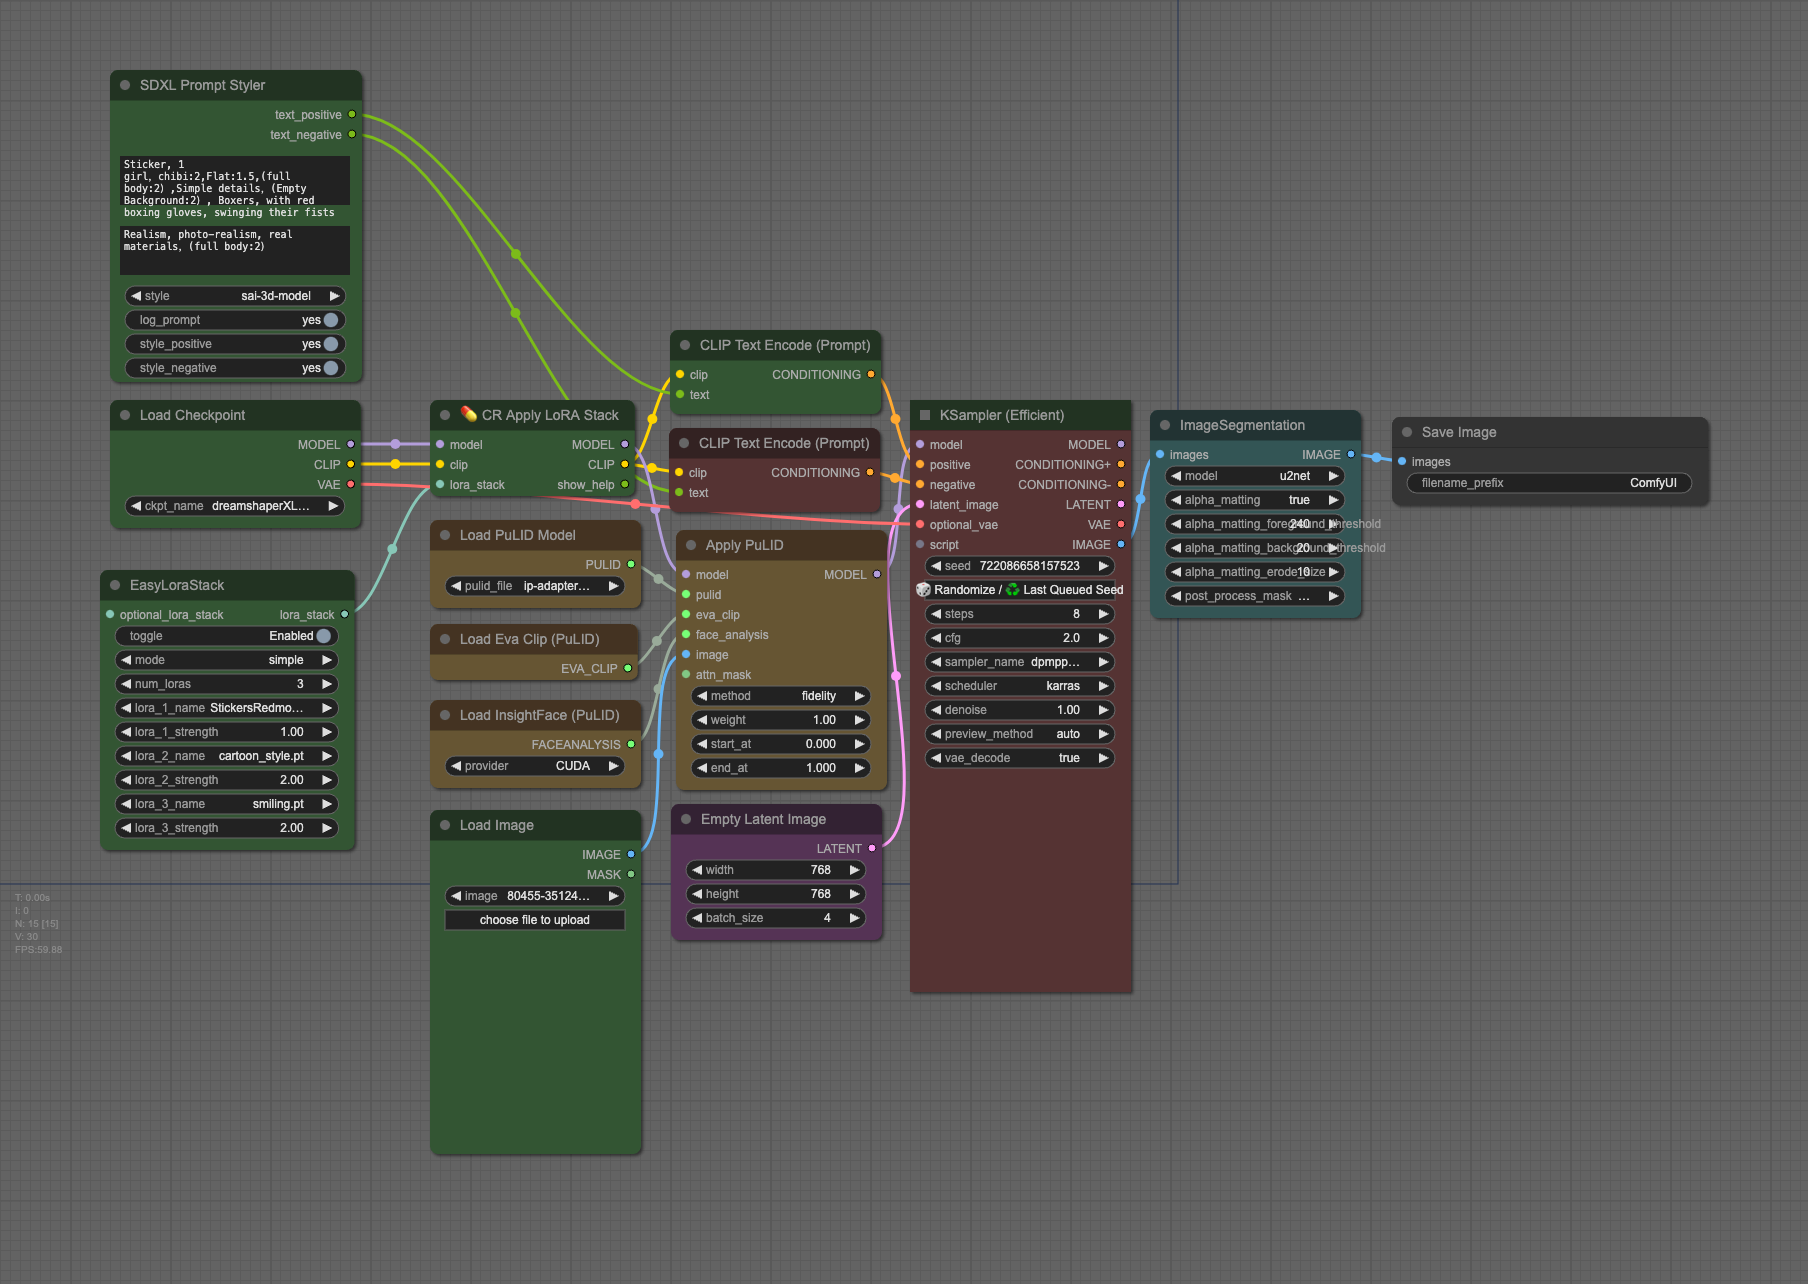 SDXL Prompt Styler
text_positive
text_negative
Sticker, 1
girl, chibi:2,Flat:1.5,(full
body:2) ,Simple details, (Empty
Background:2) , Boxers, with red
boxing gloves, swinging their fists
Realism, photo-realism, real
materials, (full body:2)
style sai-3d-model
log_prompt yes
style_positive yes
style_negative yes
Load Checkpoint
MODEL
CLIP
VAE
ckpt_name dreamshaperXL...
EasyLoraStack
optional_lora_stack lora_stack
toggle Enabled
mode simple
num_loras 3
lora_1_name StickersRedmo...
lora_1_strength 1.00
lora_2_name cartoon_style.pt
lora_2_strength 2.00
lora_3_name smiling.pt
lora_3_strength 2.00
CR Apply LoRA Stack
model MODEL
clip CLIP
lora_stack show_help
Load PuLID Model
PULID
pulid_file ip-adapter...
Load Eva Clip (PuLID)
EVA_CLIP
Load InsightFace (PuLID)
FACEANALYSIS
provider CUDA
Load Image
IMAGE
MASK
image 80455-35124...
choose file to upload
CLIP Text Encode (Prompt)
clip CONDITIONING
text
CLIP Text Encode (Prompt)
clip CONDITIONING
text
Apply PuLID
model MODEL
pulid
eva_clip
face_analysis
image
attn_mask
method fidelity
weight 1.00
start_at 0.000
end_at 1.000
Empty Latent Image
LATENT
width 768
height 768
batch_size 4
KSampler (Efficient)
model MODEL
positive CONDITIONING+
negative CONDITIONING-
latent_image LATENT
optional_vae VAE
script IMAGE
seed 722086658157523
Randomize / Last Queued Seed
steps 8
cfg 2.0
sampler_name dpmpp...
scheduler karras
denoise 1.00
preview_method auto
vae_decode true
ImageSegmentation
images IMAGE
model u2net
alpha_matting true
alpha_matting_foreground_threshold 240
alpha_matting_background_threshold 20
alpha_matting_erode_size 10
post_process_mask ...
Save Image
images
filename_prefix ComfyUI
T: 0.00s
I: 0
N: 15 [15]
V: 30
FPS:59.88